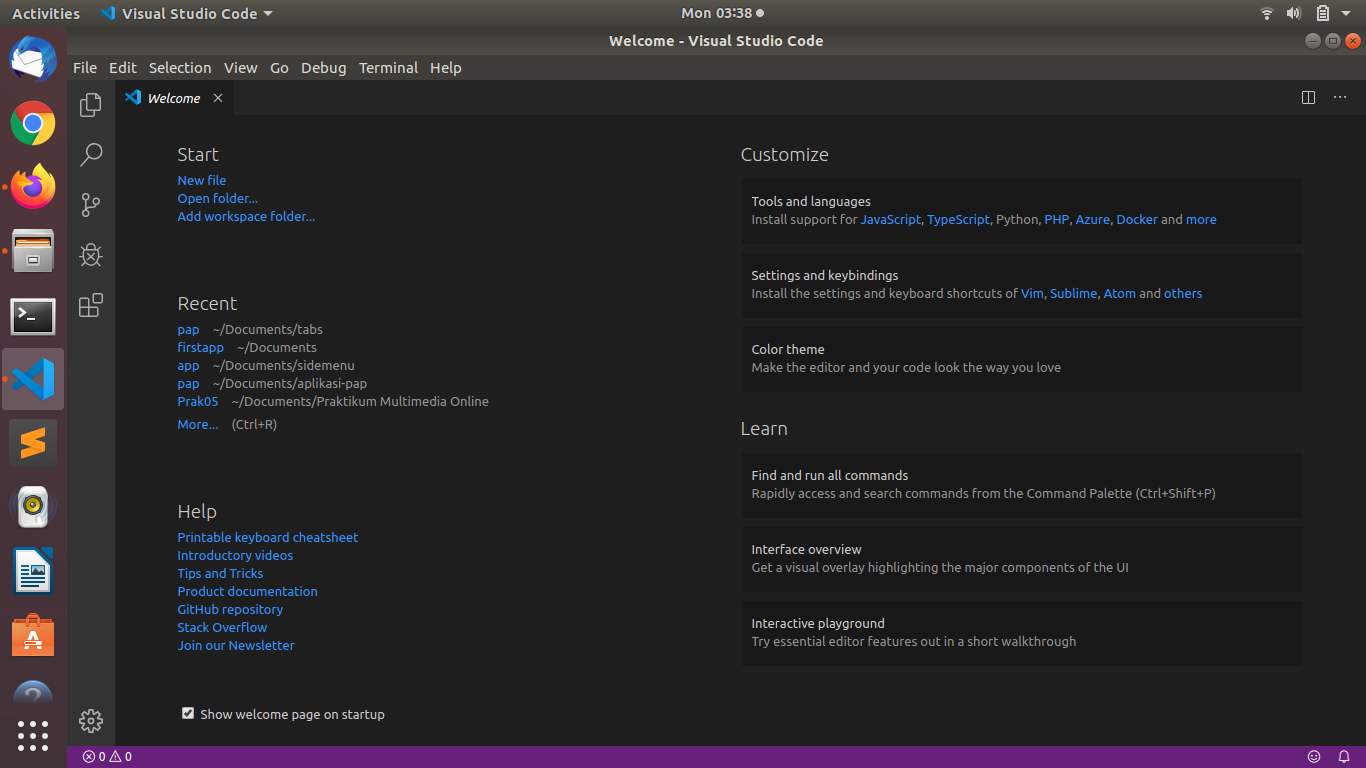 Activities Visual Studio Code Mon 03:38
Welcome - Visual Studio Code
File Edit Selection View Go Debug Terminal Help
Welcome
Start
New file
Open folder...
Add workspace folder...
Recent
pap ~/Documents/tabs
firstapp ~/Documents
app ~/Documents/sidemenu
pap ~/Documents/aplikasi-pap
Prak05 ~/Documents/Praktikum Multimedia Online
More... (Ctrl+R)
Help
Printable keyboard cheatsheet
Introductory videos
Tips and Tricks
Product documentation
GitHub repository
Stack Overflow
Join our Newsletter
Show welcome page on startup
Customize
Tools and languages
Install support for JavaScript, TypeScript, Python, PHP, Azure, Docker and more
Settings and keybindings
Install the settings and keyboard shortcuts of Vim, Sublime, Atom and others
Color theme
Make the editor and your code look the way you love
Learn
Find and run all commands
Rapidly access and search commands from the Command Palette (Ctrl+Shift+P)
Interface overview
Get a visual overlay highlighting the major components of the UI
Interactive playground
Try essential editor features out in a short walkthrough
0 0